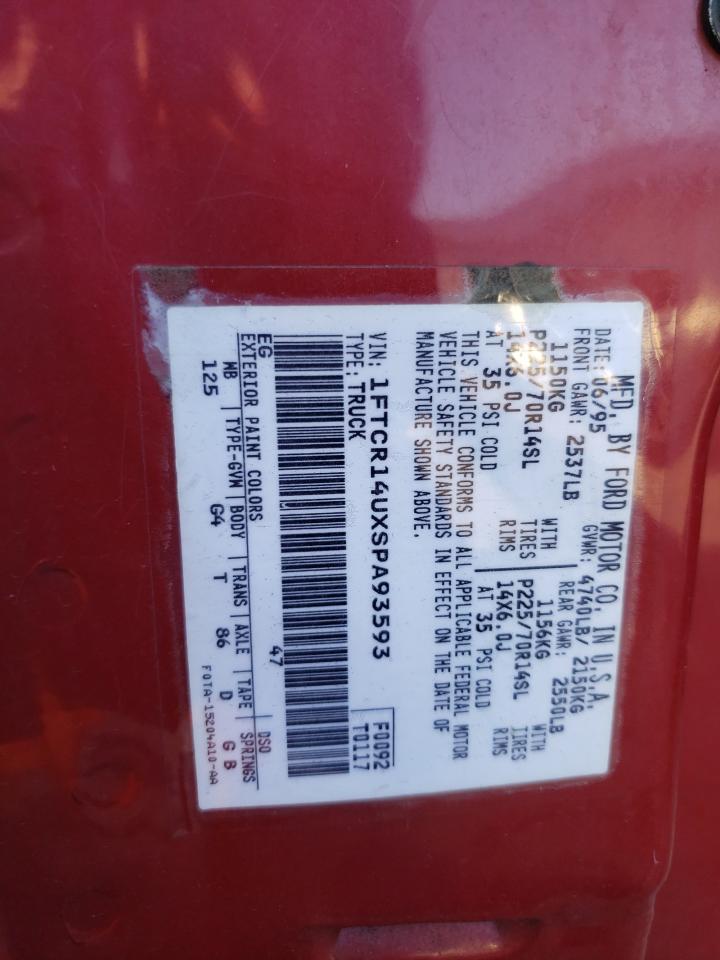 MFD. BY FORD MOTOR CO. IN U.S.A.
DATE: 06/95 GVWR: 4740LB/ 2150KG
FRONT GAWR: 2537LB REAR GAWR: 2550LB
1150KG WITH 1156KG WITH
P225/70R14SL TIRES P225/70R14SL TIRES
14X6.0J RIMS 14X6.0J RIMS
AT 35 PSI COLD AT 35 PSI COLD
THIS VEHICLE CONFORMS TO ALL APPLICABLE FEDERAL MOTOR
VEHICLE SAFETY STANDARDS IN EFFECT ON THE DATE OF
MANUFACTURE SHOWN ABOVE.
VIN: 1FTCR14UXSPA93593 F0092
TYPE: TRUCK T0117
EG 47
EXTERIOR PAINT COLORS DSO
WB TYPE-GVM BODY TRANS AXLE TAPE SPRINGS
125 G4 T 86 D G B
F0TA-15204A10-AA